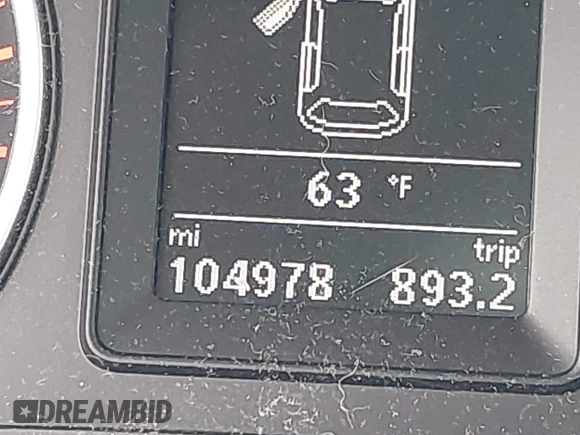 63 °F
mi trip
104978 893.2
DREAMBID